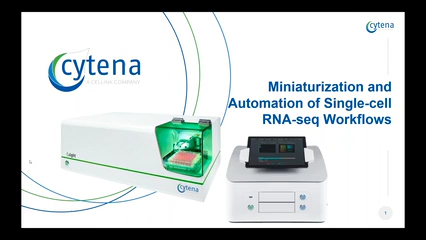 cytena
cytena
A CELLINK COMPANY
Miniaturization and
Automation of Single-cell
RNA-seq Workflows
cytena
1